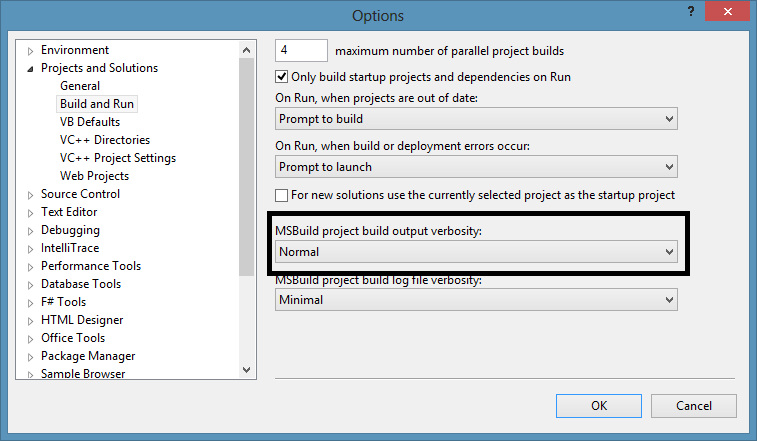 Options
?
Environment
Projects and Solutions
General
Build and Run
VB Defaults
VC++ Directories
VC++ Project Settings
Web Projects
Source Control
Text Editor
Debugging
IntelliTrace
Performance Tools
Database Tools
F# Tools
HTML Designer
Office Tools
Package Manager
Sample Browser
4 maximum number of parallel project builds
Only build startup projects and dependencies on Run
On Run, when projects are out of date:
Prompt to build
On Run, when build or deployment errors occur:
Prompt to launch
For new solutions use the currently selected project as the startup project
MSBuild project build output verbosity:
Normal
MSBuild project build log file verbosity:
Minimal
OK Cancel